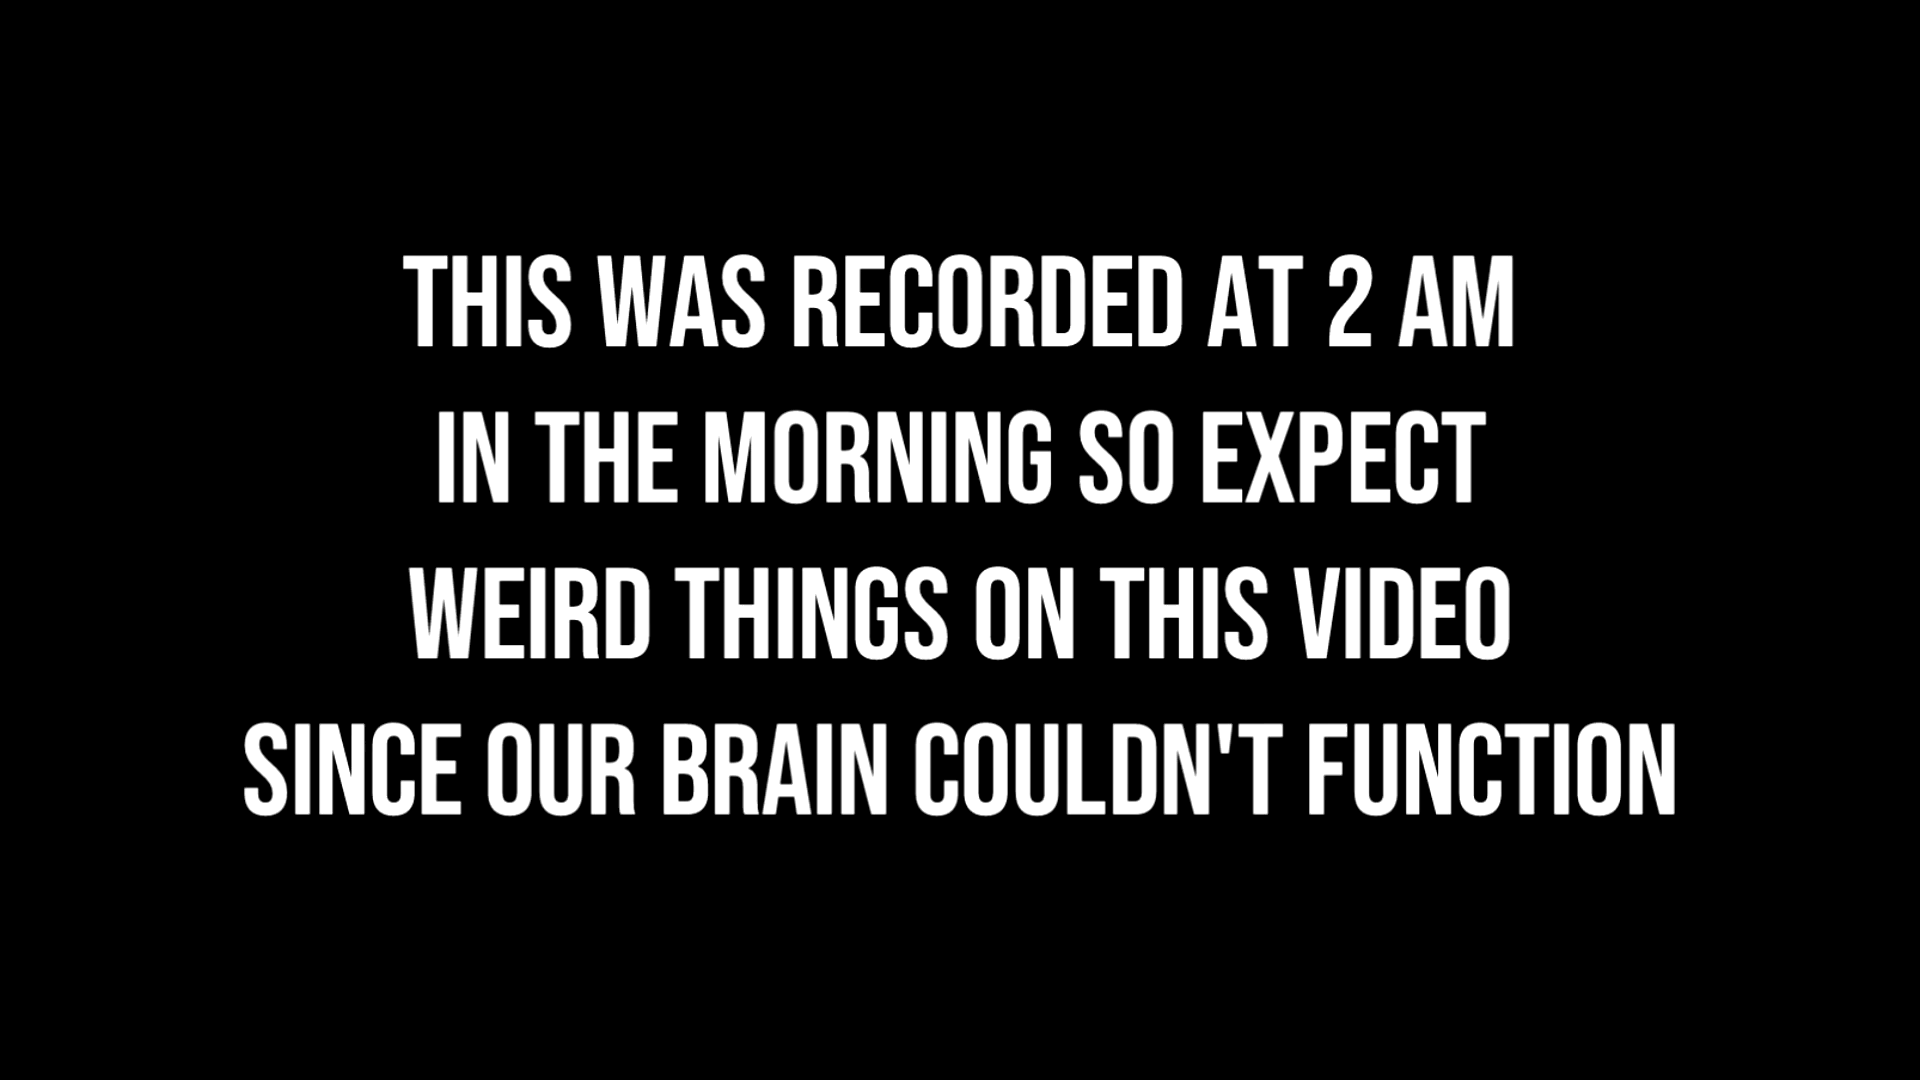 THIS WAS RECORDED AT 2 AM
IN THE MORNING SO EXPECT
WEIRD THINGS ON THIS VIDEO
SINCE OUR BRAIN COULDN'T FUNCTION